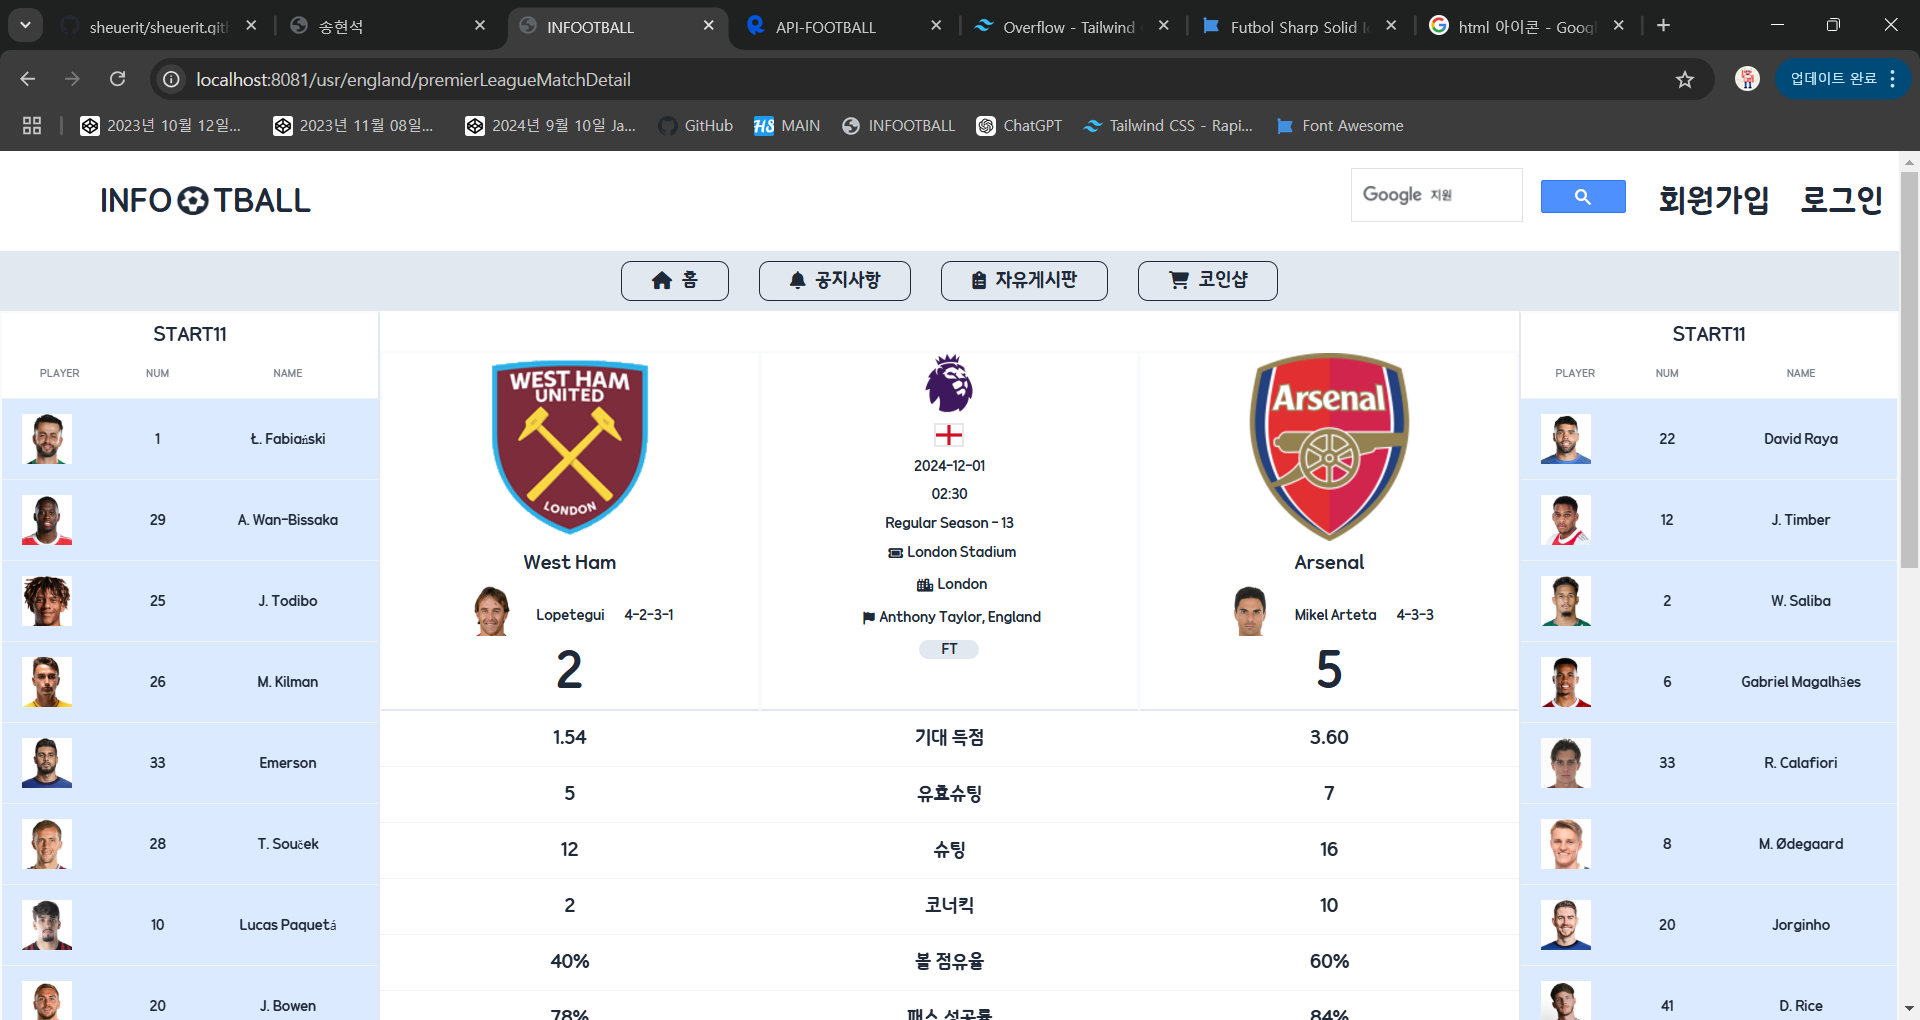 sheuerit/sheuerit.gith
송현석
INFOOTBALL
API-FOOTBALL
Overflow - Tailwind
Futbol Sharp Solid
html 아이콘 - Goog
localhost:8081/usr/england/premierLeagueMatchDetail
업데이트 완료
2023년 10월 12일...
2023년 11월 08일...
2024년 9월 10일 Ja...
GitHub
HS MAIN
INFOOTBALL
ChatGPT
Tailwind CSS - Rapi...
Font Awesome
INFO TBALL
Google 지원
회원가입
로그인
홈
공지사항
자유게시판
코인샵
START11
PLAYER NUM NAME
1 Ł. Fabiański
29 A. Wan-Bissaka
25 J. Todibo
26 M. Kilman
33 Emerson
28 T. Souček
10 Lucas Paquetá
20 J. Bowen
WEST HAM
UNITED
LONDON
West Ham
Lopetegui 4-2-3-1
2
2024-12-01
02:30
Regular Season - 13
London Stadium
London
Anthony Taylor, England
FT
Arsenal
Arsenal
Mikel Arteta 4-3-3
5
1.54 기대 득점 3.60
5 유효슈팅 7
12 슈팅 16
2 코너킥 10
40% 볼 점유율 60%
78% 패스 성공률 84%
START11
PLAYER NUM NAME
22 David Raya
12 J. Timber
2 W. Saliba
6 Gabriel Magalhães
33 R. Calafiori
8 M. Ødegaard
20 Jorginho
41 D. Rice